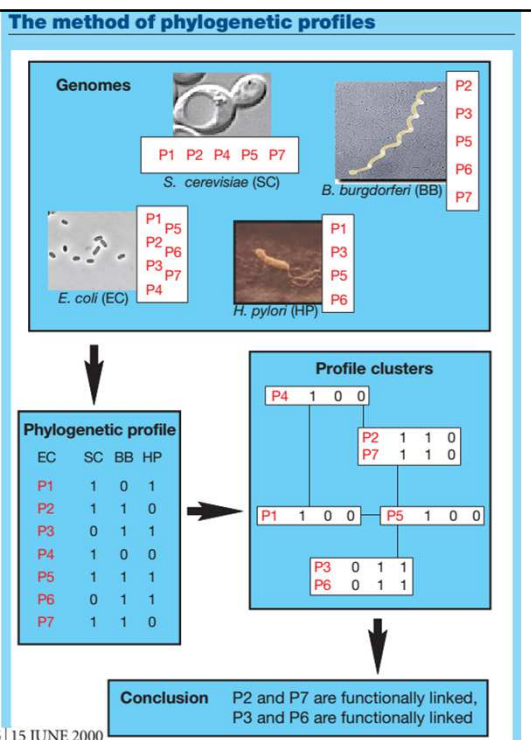 The method of phylogenetic profiles
Genomes
P1 P2 P4 P5 P7
S. cerevisiae (SC)
P2
P3
P5
P6
P7
B. burgdorferi (BB)
P1
P5
P2
P6
P3
P7
P4
E. coli (EC)
P1
P3
P5
P6
H. pylori (HP)
Phylogenetic profile
EC SC BB HP
P1 1 0 1
P2 1 1 0
P3 0 1 1
P4 1 0 0
P5 1 1 1
P6 0 1 1
P7 1 1 0
Profile clusters
P4 1 0 0
P2 1 1 0
P7 1 1 0
P1 1 0 0
P5 1 0 0
P3 0 1 1
P6 0 1 1
Conclusion P2 and P7 are functionally linked,
P3 and P6 are functionally linked
15 JUNE 2000